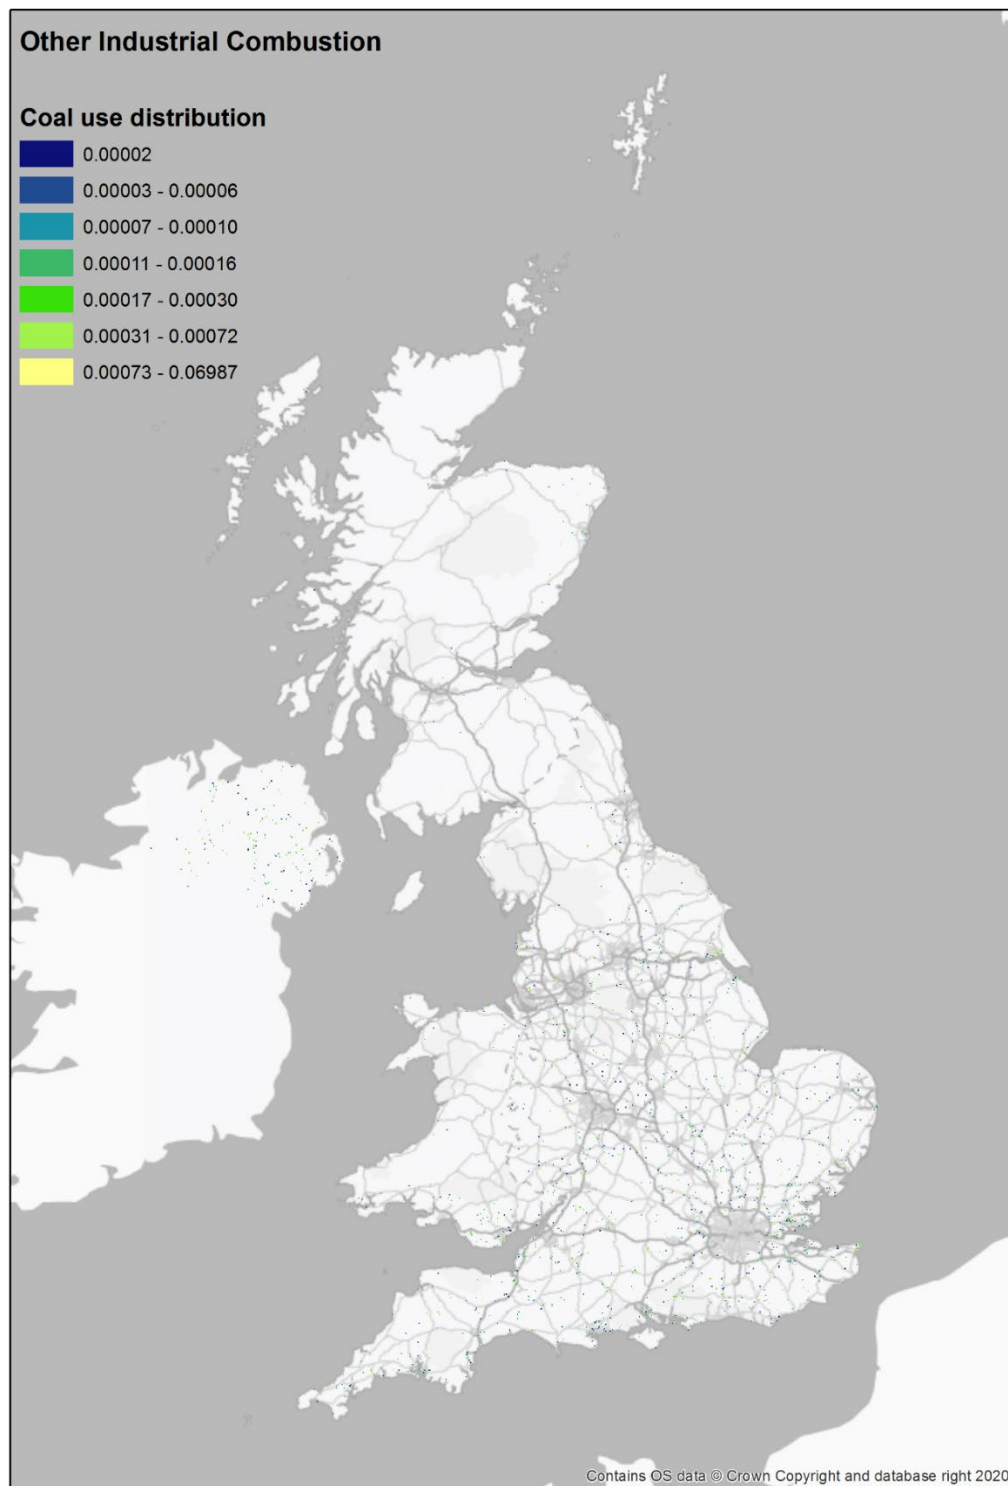 Other Industrial Combustion
Coal use distribution
0.00002
0.00003 - 0.00006
0.00007 - 0.00010
0.00011 - 0.00016
0.00017 - 0.00030
0.00031 - 0.00072
0.00073 - 0.06987
Contains OS data © Crown Copyright and database right 2020